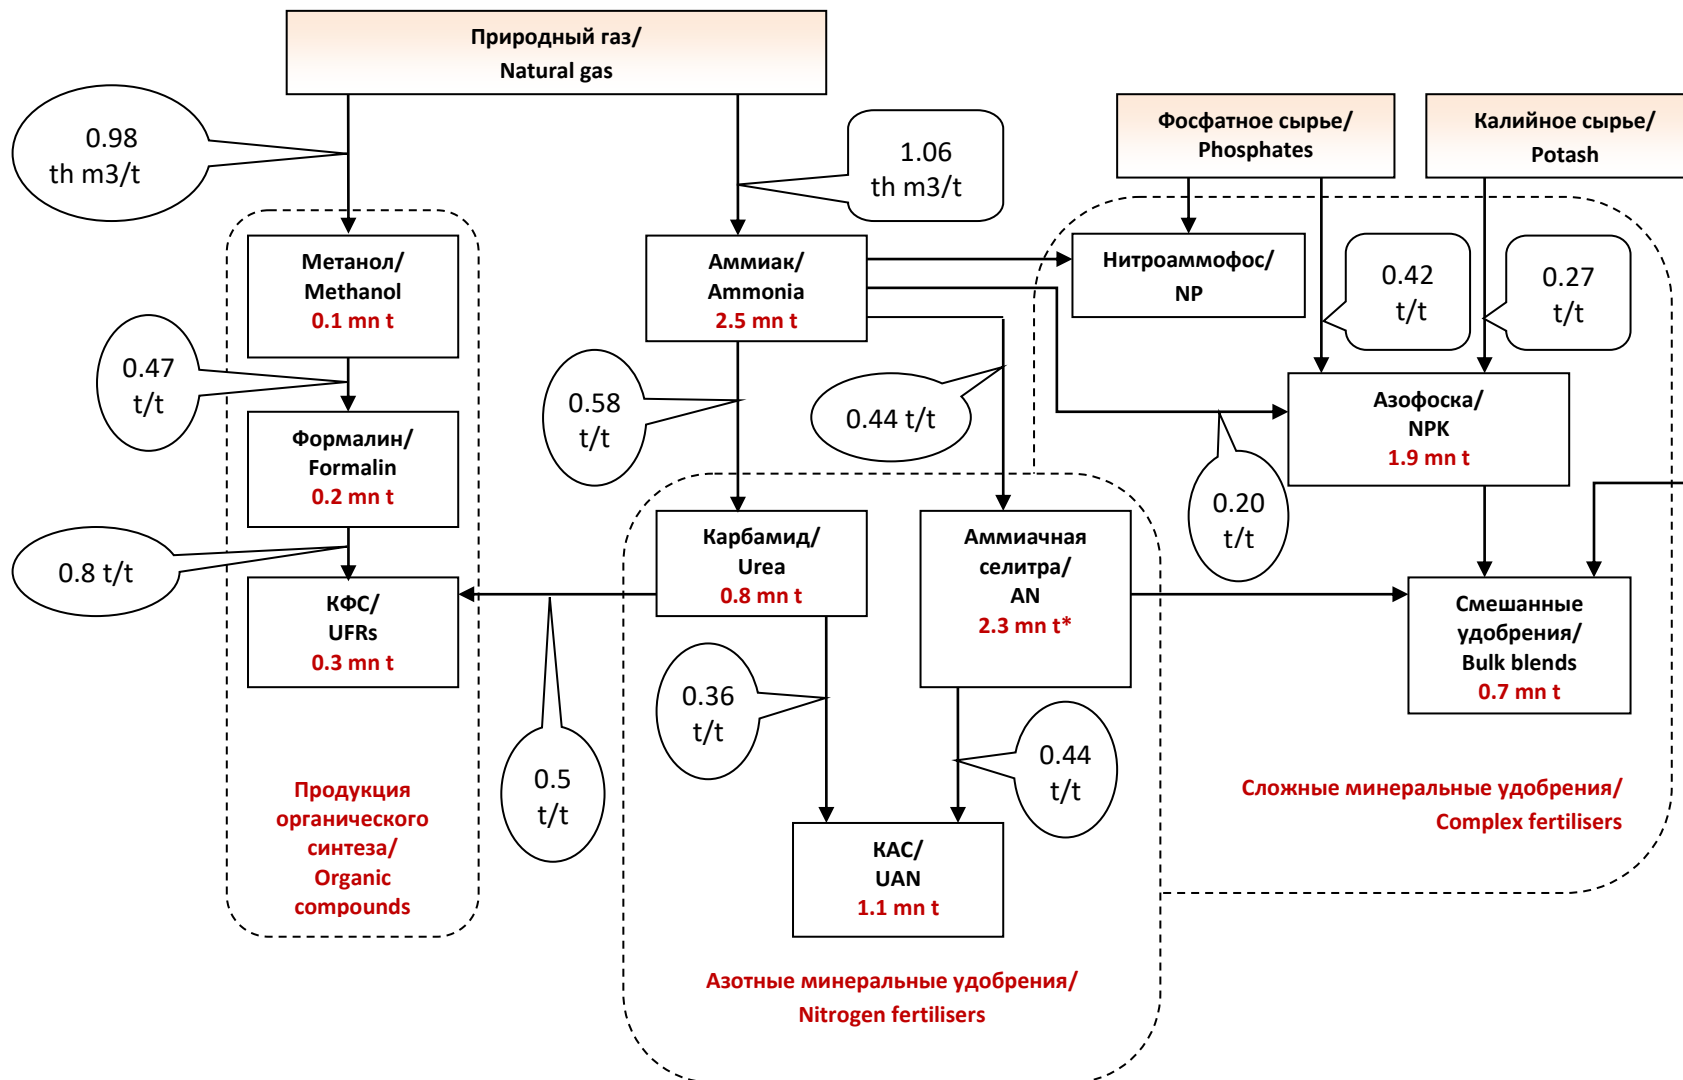 Природный газ/
Natural gas
0.98
th m3/t
1.06
th m3/t
Фосфатное сырье/
Phosphates
Калийное сырье/
Potash
Метанол/
Methanol
0.1 mn t
Аммиак/
Ammonia
2.5 mn t
Нитроаммофос/
NP
0.42
t/t
0.27
t/t
0.47
t/t
0.58
t/t
0.44 t/t
Азофоска/
NPK
1.9 mn t
Формалин/
Formalin
0.2 mn t
0.20
t/t
0.8 t/t
Карбамид/
Urea
0.8 mn t
Аммиачная
селитра/
AN
2.3 mn t*
КФС/
UFRs
0.3 mn t
Смешанные
удобрения/
Bulk blends
0.7 mn t
0.36
t/t
0.44
t/t
0.5
t/t
Продукция
органического
синтеза/
Organic
compounds
Сложные минеральные удобрения/
Complex fertilisers
КАС/
UAN
1.1 mn t
Азотные минеральные удобрения/
Nitrogen fertilisers